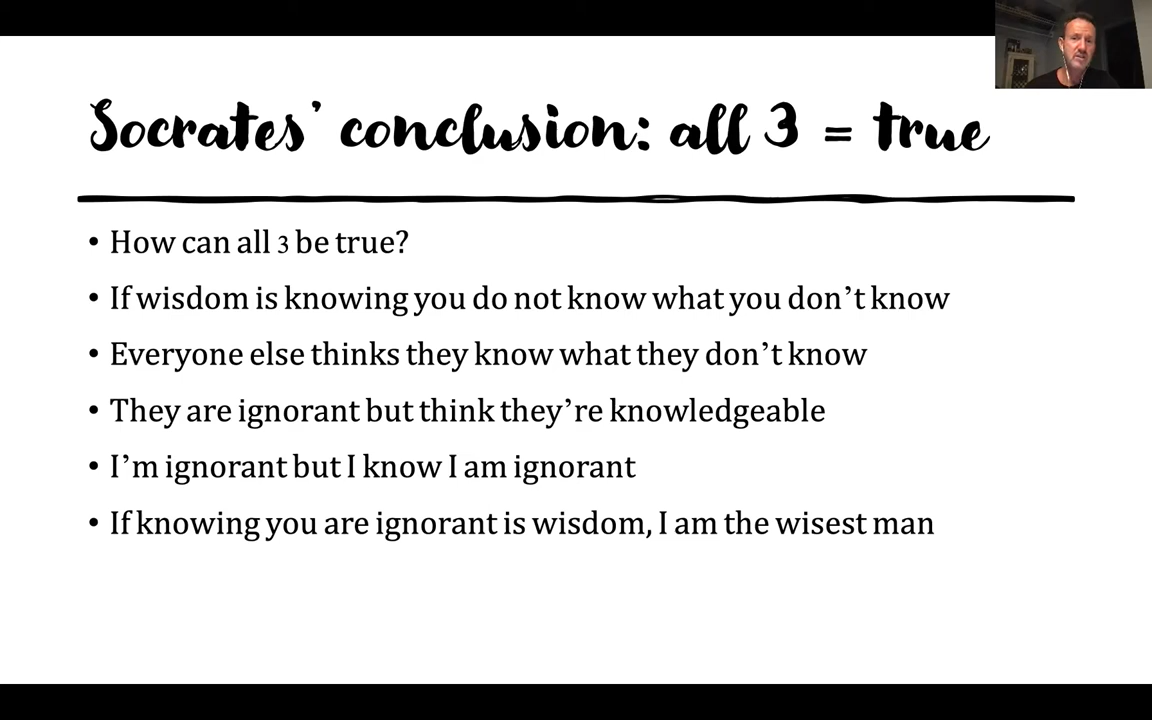 Socrates’ conclusion: all 3 = true
• How can all 3 be true?
• If wisdom is knowing you do not know what you don’t know
• Everyone else thinks they know what they don’t know
• They are ignorant but think they’re knowledgeable
• I’m ignorant but I know I am ignorant
• If knowing you are ignorant is wisdom, I am the wisest man